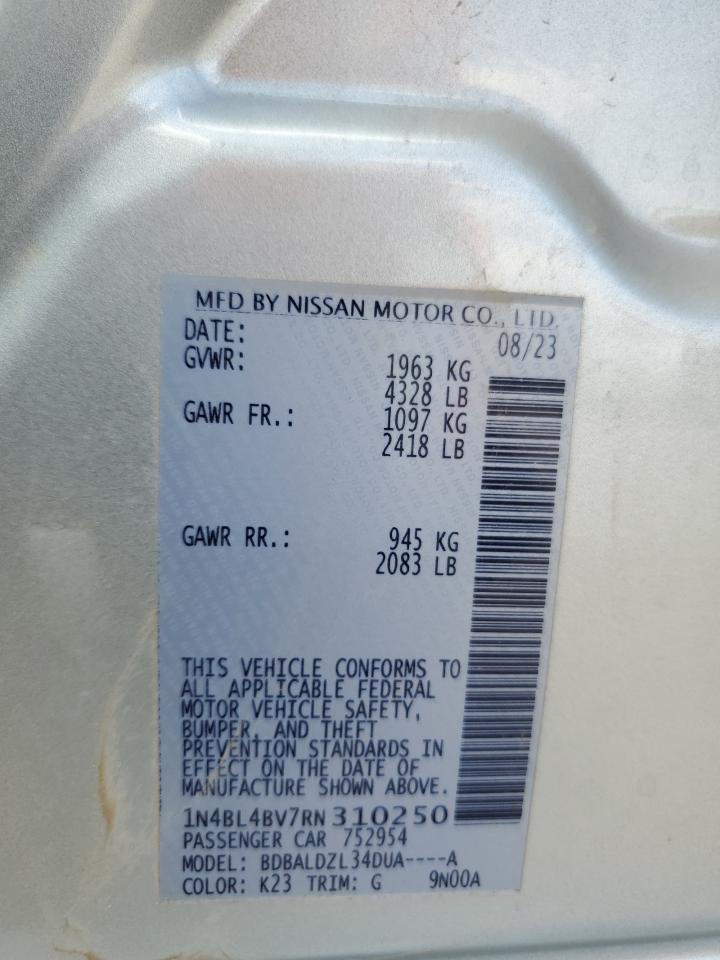 MFD BY NISSAN MOTOR CO., LTD.
DATE: 08/23
GVWR: 1963 KG
4328 LB
GAWR FR.: 1097 KG
2418 LB
GAWR RR.: 945 KG
2083 LB
THIS VEHICLE CONFORMS TO
ALL APPLICABLE FEDERAL
MOTOR VEHICLE SAFETY,
BUMPER, AND THEFT
PREVENTION STANDARDS IN
EFFECT ON THE DATE OF
MANUFACTURE SHOWN ABOVE.
1N4BL4BV7RN310250
PASSENGER CAR 752954
MODEL: BDBALDZL34DUA----A
COLOR: K23 TRIM: G 9N00A